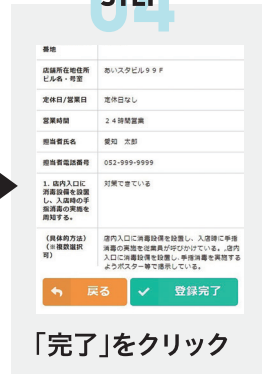 STEP
04
番地
店舗所在地住所
ビル名・号室
あいスタビル99F
定休日/営業日
定休日なし
営業時間
24時間営業
担当者氏名
愛知 太郎
担当者電話番号
052-999-9999
1. 店内入口に
消毒設備を設置
し、入店時の手
指消毒の実施を
周知する。
対策できている
(具体的方法)
(※複数選択
可)
店内入口に消毒設備を設置し、入店時に手指
消毒の実施を従業員が呼びかけている。,店内
入口に消毒設備を設置し、手指消毒を実施する
ようポスター等で掲示している。
戻る
登録完了
「完了」をクリック